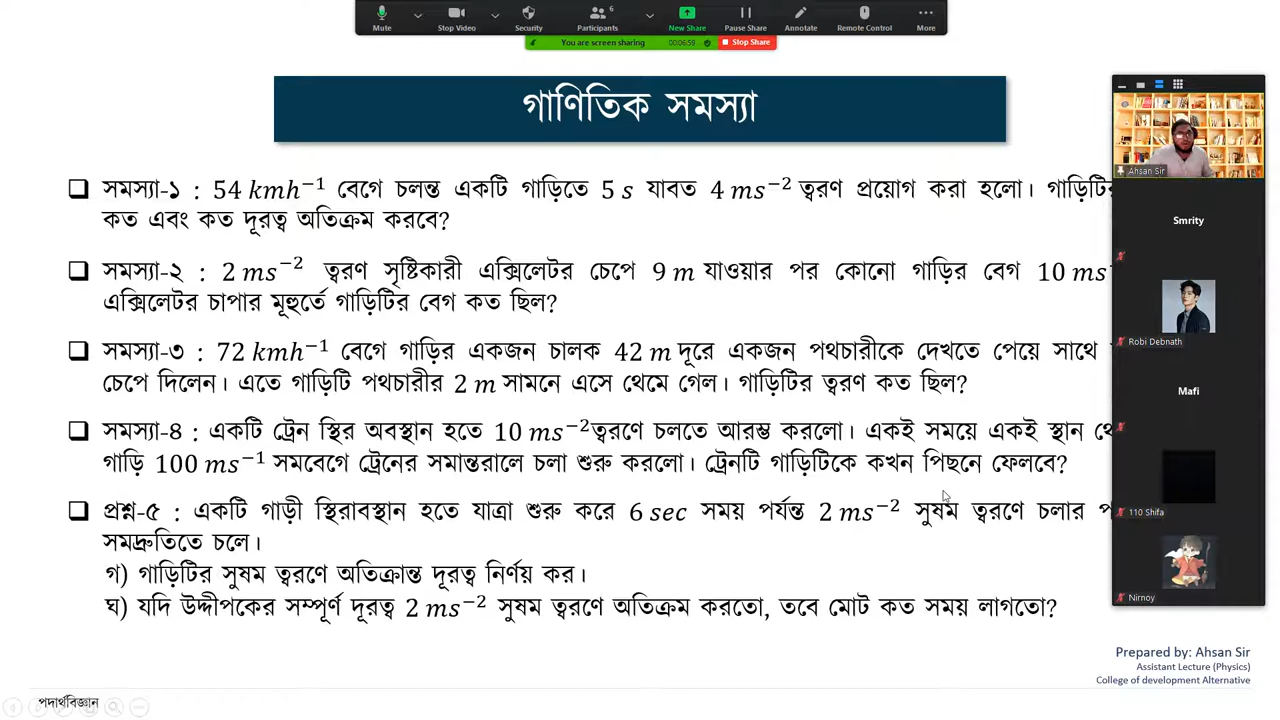 Mute
Stop Video
Security
6
Participants
New Share
Pause Share
Annotate
Remote Control
More
You are screen sharing
00:06:59
Stop Share
গাণিতিক সমস্যা
সমস্যা-১ : 54 kmh⁻¹ বেগে চলন্ত একটি গাড়িতে 5 s যাবত 4 ms⁻² ত্বরণ প্রয়োগ করা হলো। গাড়িটির
কত এবং কত দূরত্ব অতিক্রম করবে?
সমস্যা-২ : 2 ms⁻² ত্বরণ সৃষ্টিকারী এক্সিলেটর চেপে 9 m যাওয়ার পর কোনো গাড়ির বেগ 10 ms
এক্সিলেটর চাপার মূহুর্তে গাড়িটির বেগ কত ছিল?
সমস্যা-৩ : 72 kmh⁻¹ বেগে গাড়ির একজন চালক 42 m দূরে একজন পথচারীকে দেখতে পেয়ে সাথে
চেপে দিলেন। এতে গাড়িটি পথচারীর 2 m সামনে এসে থেমে গেল। গাড়িটির ত্বরণ কত ছিল?
সমস্যা-৪ : একটি ট্রেন স্থির অবস্থান হতে 10 ms⁻² ত্বরণে চলতে আরম্ভ করলো। একই সময়ে একই স্থান
গাড়ি 100 ms⁻¹ সমবেগে ট্রেনের সমান্তরালে চলা শুরু করলো। ট্রেনটি গাড়িটিকে কখন পিছনে ফেলবে?
প্রশ্ন-৫ : একটি গাড়ী স্থিরাবস্থান হতে যাত্রা শুরু করে 6 sec সময় পর্যন্ত 2 ms⁻² সুষম ত্বরণে চলার
সমদ্রুতিতে চলে।
গ) গাড়িটির সুষম ত্বরণে অতিক্রান্ত দূরত্ব নির্ণয় কর।
ঘ) যদি উদ্দীপকের সম্পূর্ণ দূরত্ব 2 ms⁻² সুষম ত্বরণে অতিক্রম করতো, তবে মোট কত সময় লাগতো?
Ahsan Sir
Smrity
Robi Debnath
Mafi
110 Shifa
Nirnoy
Prepared by: Ahsan Sir
Assistant Lecture (Physics)
College of development Alternative
পদার্থবিজ্ঞান